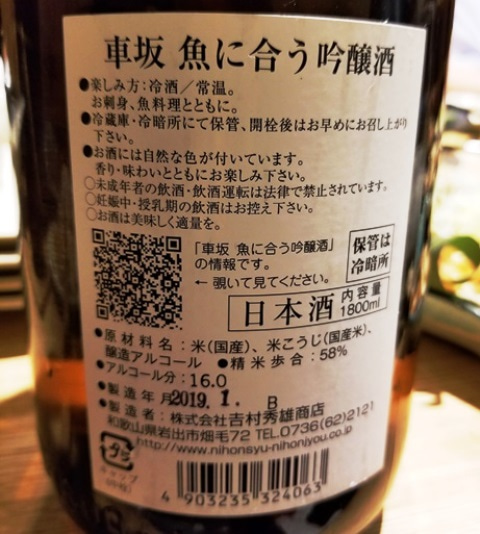 車坂 魚に合う吟醸酒
●楽しみ方：冷酒／常温。
お刺身、魚料理とともに。
●冷蔵庫・冷暗所にて保管、開栓後はお早めにお召し上がり
下さい。
●お酒には自然な色が付いています。
香り・味わいとともにお楽しみ下さい。
○未成年者の飲酒・飲酒運転は法律で禁止されています。
○妊娠中・授乳期の飲酒はお控え下さい。
○お酒は美味しく適量を。
「車坂 魚に合う吟醸酒」
の情報です。
← 覗いて見てください。
保管は
冷暗所
日本酒 内容量
1800ml
●原材料名：米（国産）、米こうじ（国産米）、
醸造アルコール ●精米歩合：58%
●アルコール分：16.0
●製造年月 2019. 1. B
●製造者：株式会社吉村秀雄商店
和歌山県岩出市畑毛72 TEL.0736(62)2121
http://www.nihonsyu-nihonjyou.co.jp
キャップ
4 903235 324063